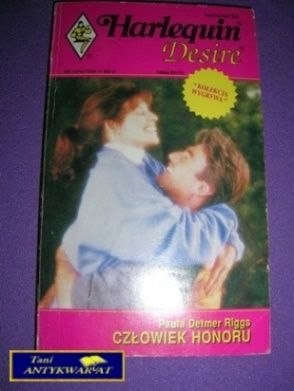 Harlequin
Desire
"KOLEKCJA
WYGRYWA"
Paula Detmer Riggs
CZŁOWIEK HONORU
Tani
ANTYKWARIAT